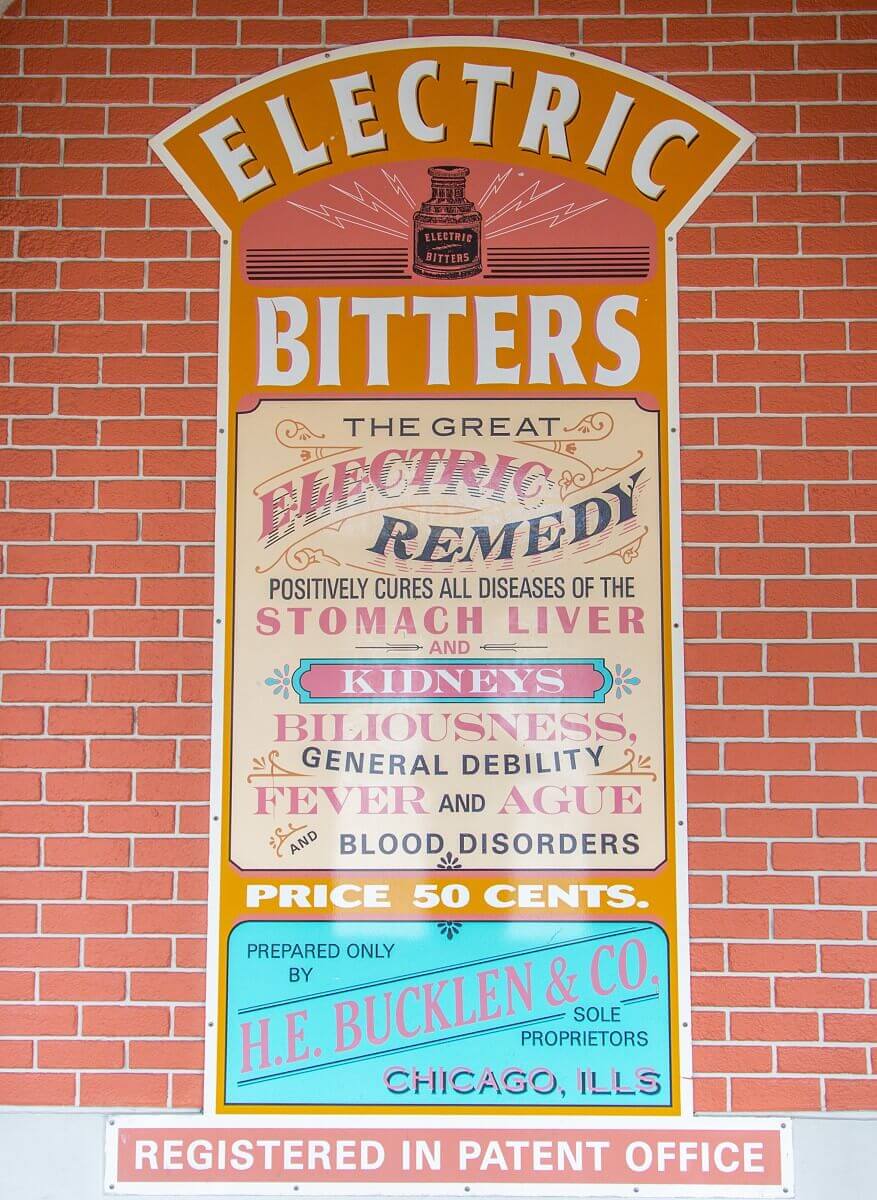 ELECTRIC
ELECTRIC
BITTERS
BITTERS
THE GREAT
ELECTRIC
REMEDY
POSITIVELY CURES ALL DISEASES OF THE
STOMACH LIVER
AND
KIDNEYS
BILIOUSNESS,
GENERAL DEBILITY
FEVER AND AGUE
AND BLOOD DISORDERS
PRICE 50 CENTS.
PREPARED ONLY
BY
H.E. BUCKLEN & CO.
SOLE
PROPRIETORS
CHICAGO, ILLS
REGISTERED IN PATENT OFFICE